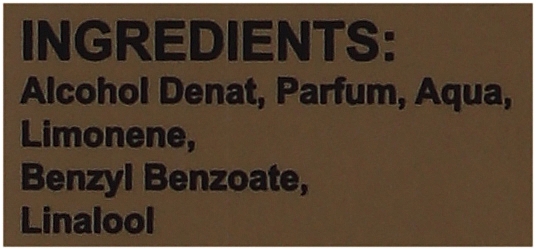 INGREDIENTS:
Alcohol Denat, Parfum, Aqua,
Limonene,
Benzyl Benzoate,
Linalool